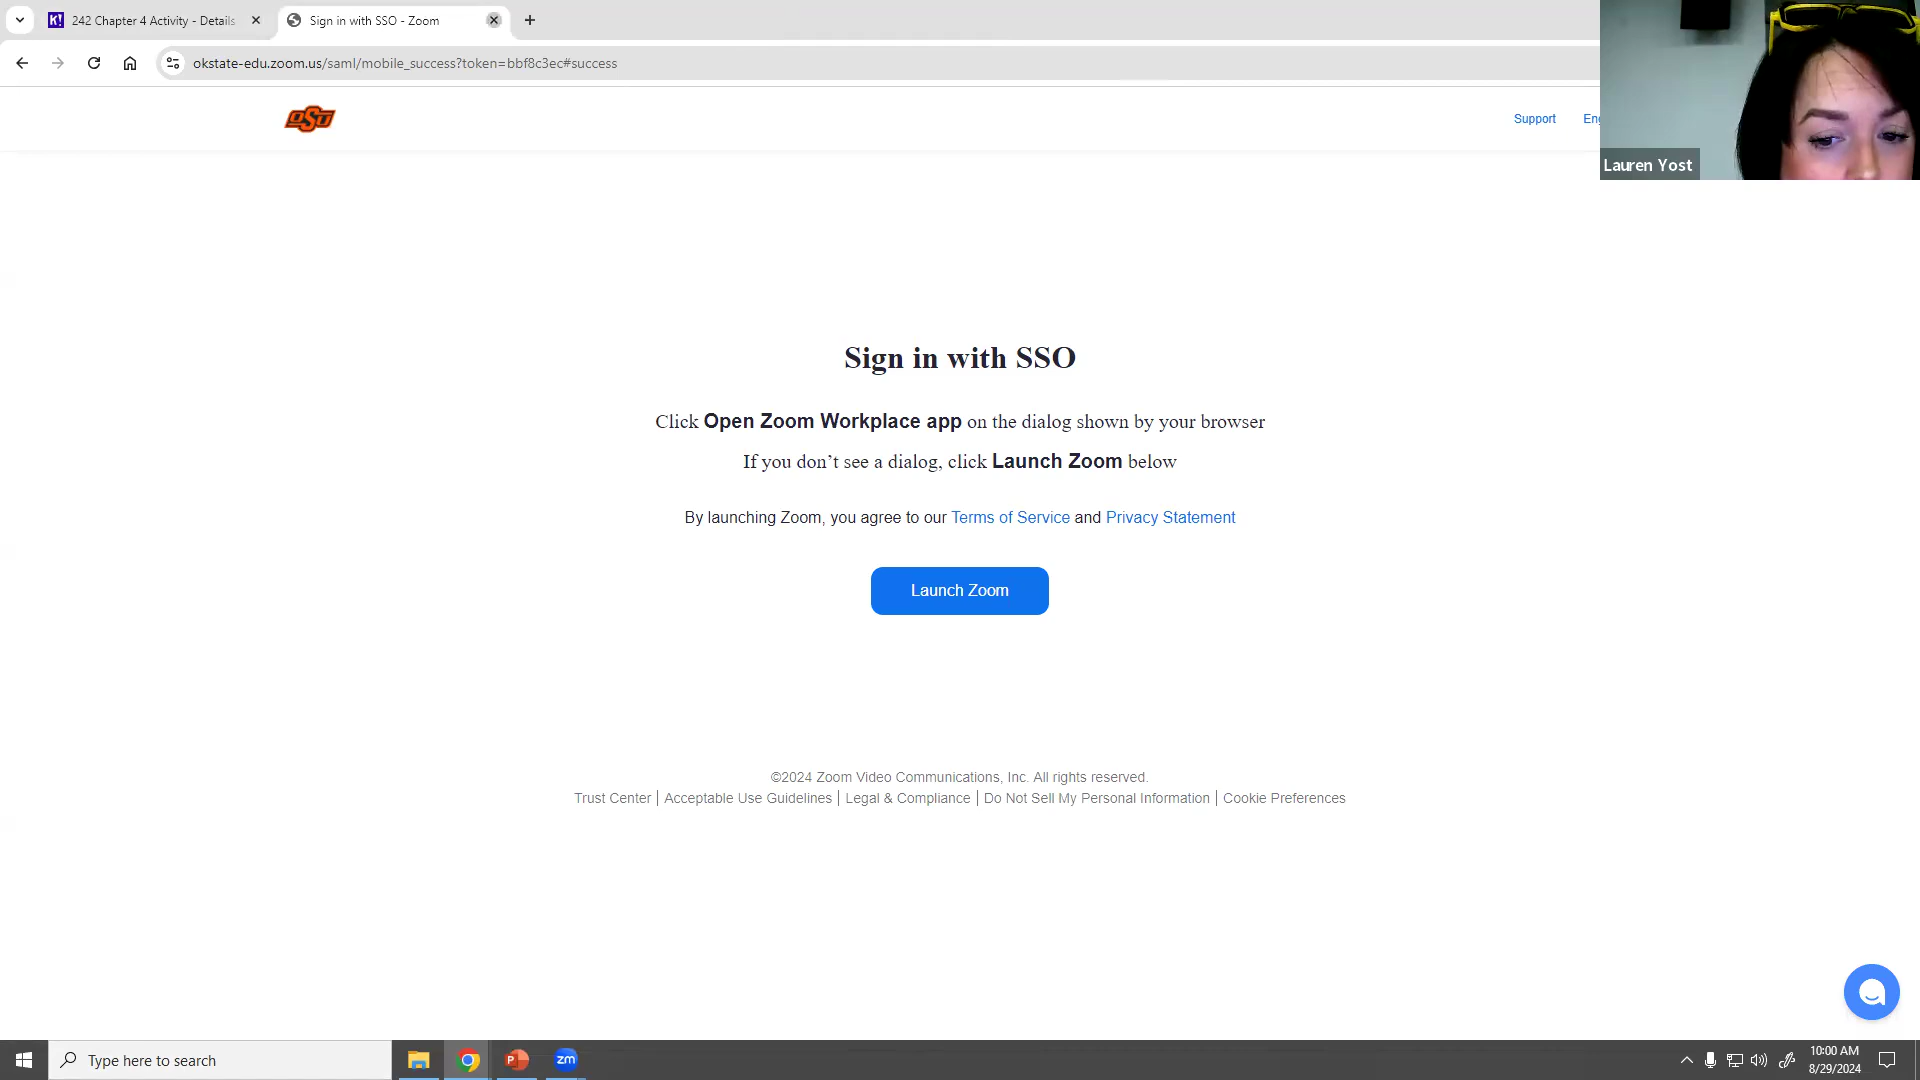 242 Chapter 4 Activity - Details
Sign in with SSO - Zoom
okstate-edu.zoom.us/saml/mobile_success?token=bbf8c3ec#success
OSU
Support
Eng
Lauren Yost
Sign in with SSO
Click Open Zoom Workplace app on the dialog shown by your browser
If you don’t see a dialog, click Launch Zoom below
By launching Zoom, you agree to our Terms of Service and Privacy Statement
Launch Zoom
©2024 Zoom Video Communications, Inc. All rights reserved.
Trust Center | Acceptable Use Guidelines | Legal & Compliance | Do Not Sell My Personal Information | Cookie Preferences
Type here to search
zm
10:00 AM
8/29/2024